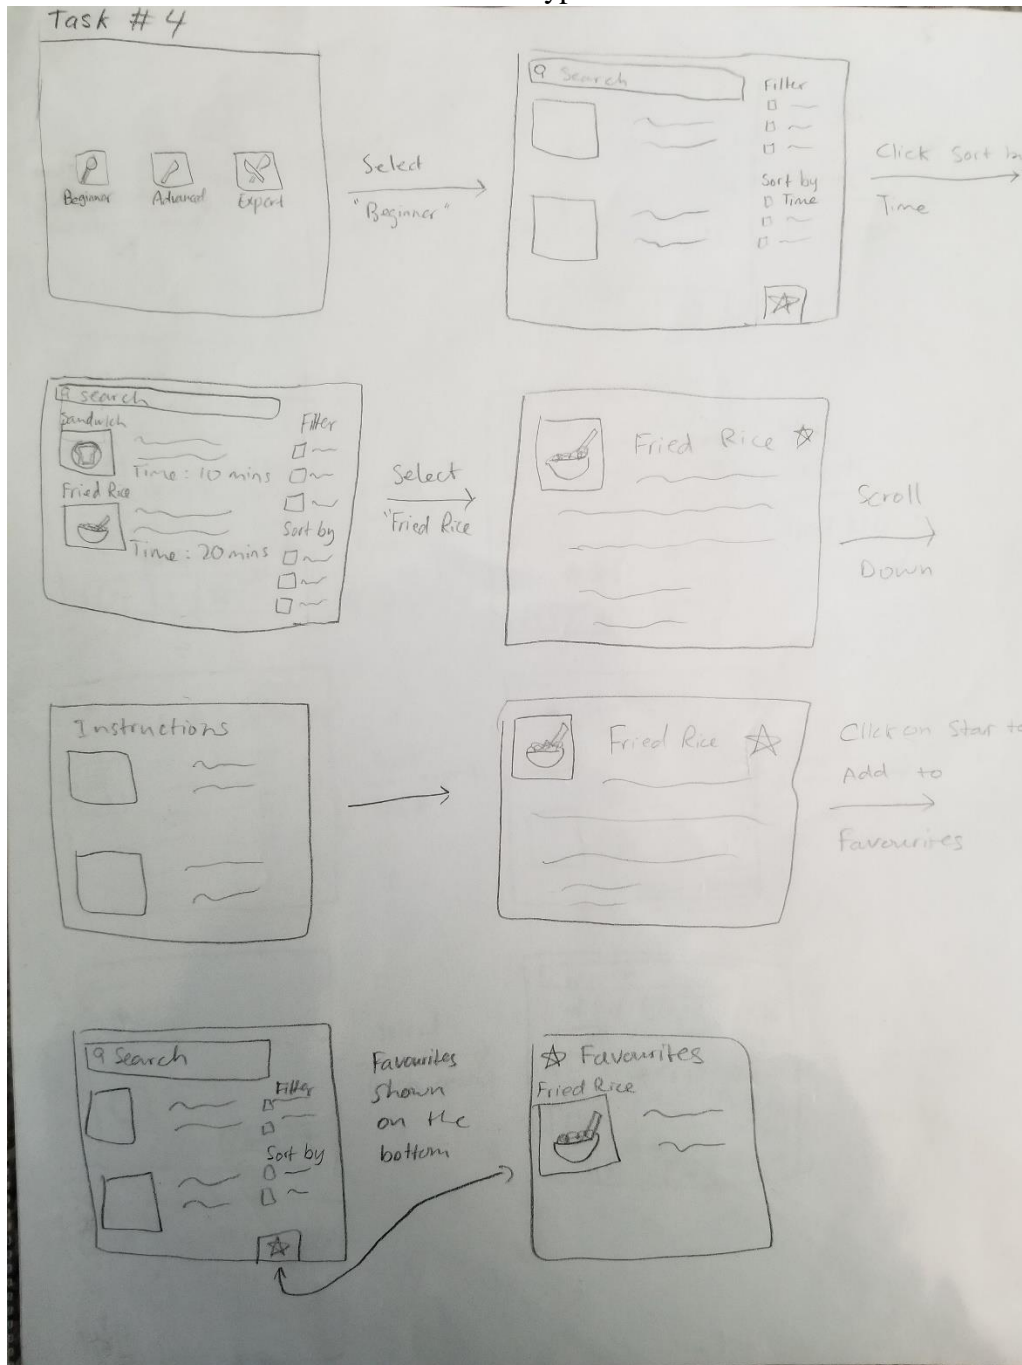 Task # 4
Beginner
Advanced
Expert
Select
"Beginner"
Search
Filter
Sort by
Time
Click Sort by
Time
Search
Sandwich
Time: 10 mins
Fried Rice
Time: 20 mins
Filter
Sort by
Select
"Fried Rice
Fried Rice
Scroll
Down
Instructions
Fried Rice
Click on Star to
Add to
Favourites
Search
Filter
Sort by
Favourites
shown
on the
bottom
Favourites
Fried Rice